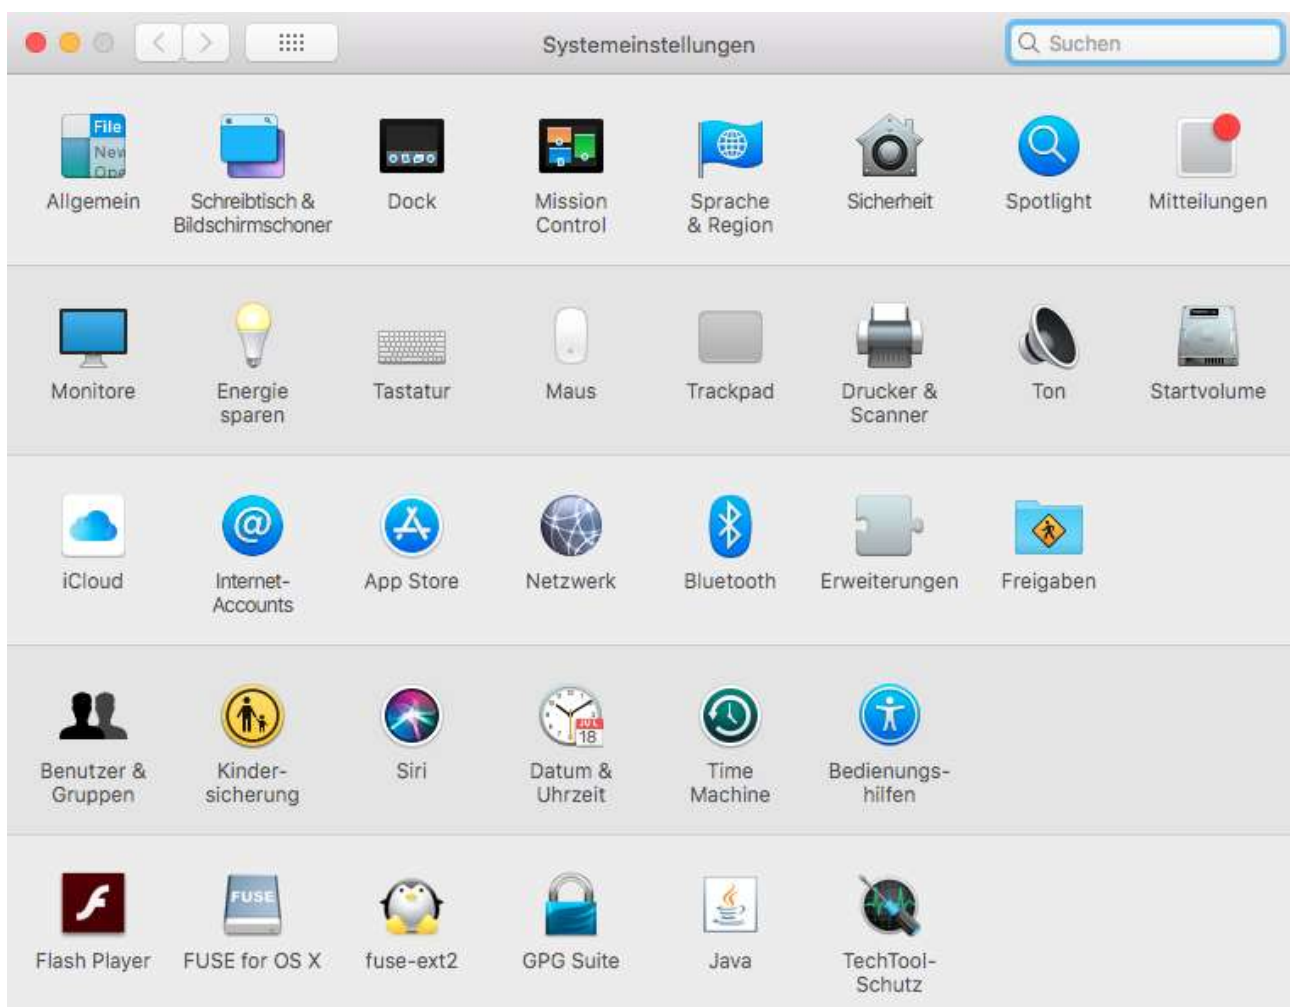 Systemeinstellungen
Suchen
File
New
Ope
Allgemein
Schreibtisch &
Bildschirmschoner
Dock
Mission
Control
Sprache
& Region
Sicherheit
Spotlight
Mitteilungen
Monitore
Energie
sparen
Tastatur
Maus
Trackpad
Drucker &
Scanner
Ton
Startvolume
iCloud
@
Internet-
Accounts
App Store
Netzwerk
Bluetooth
Erweiterungen
Freigaben
Benutzer &
Gruppen
Kinder-
sicherung
Siri
JUL
18
Datum &
Uhrzeit
Time
Machine
Bedienungs-
hilfen
Flash Player
FUSE
FUSE for OS X
fuse-ext2
GPG Suite
Java
TechTool-
Schutz